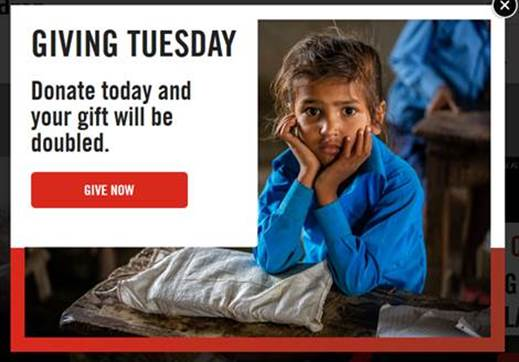 GIVING TUESDAY
Donate today and
your gift will be
doubled.
GIVE NOW